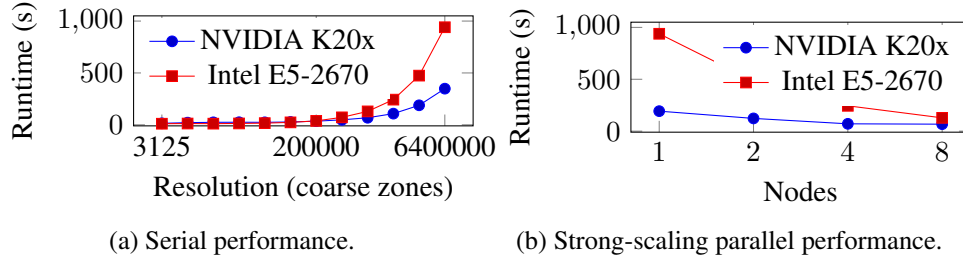 1,000
500
0
Runtime (s)
NVIDIA K20x
Intel E5-2670
3125
200000
6400000
Resolution (coarse zones)
(a) Serial performance.
1,000
500
0
Runtime (s)
NVIDIA K20x
Intel E5-2670
1
2
4
8
Nodes
(b) Strong-scaling parallel performance.